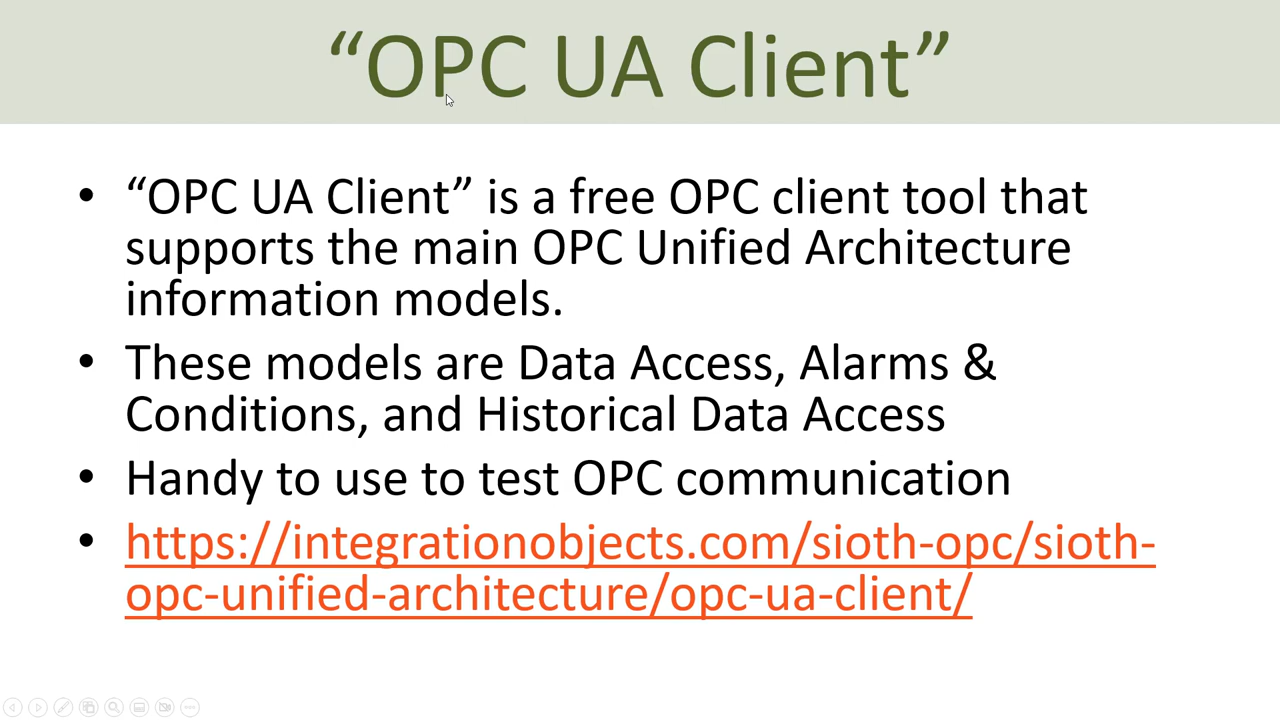 “OPC UA Client”
• “OPC UA Client” is a free OPC client tool that
supports the main OPC Unified Architecture
information models.
• These models are Data Access, Alarms &
Conditions, and Historical Data Access
• Handy to use to test OPC communication
• https://integrationobjects.com/sioth-opc/sioth-
opc-unified-architecture/opc-ua-client/